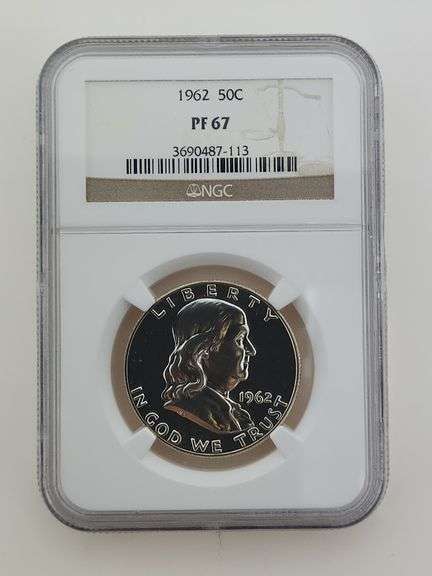 1962 50C
PF 67
3690487-113
NGC
LIBERTY
1962
IN GOD WE TRUST